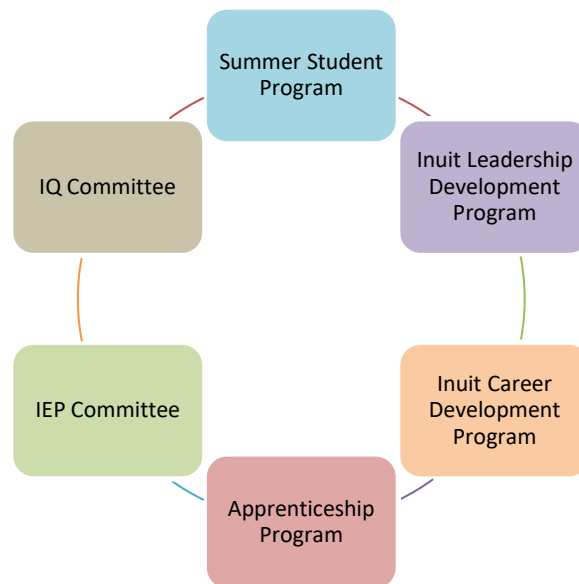 Summer Student
Program
Inuit Leadership
Development
Program
Inuit Career
Development
Program
Apprenticeship
Program
IEP Committee
IQ Committee